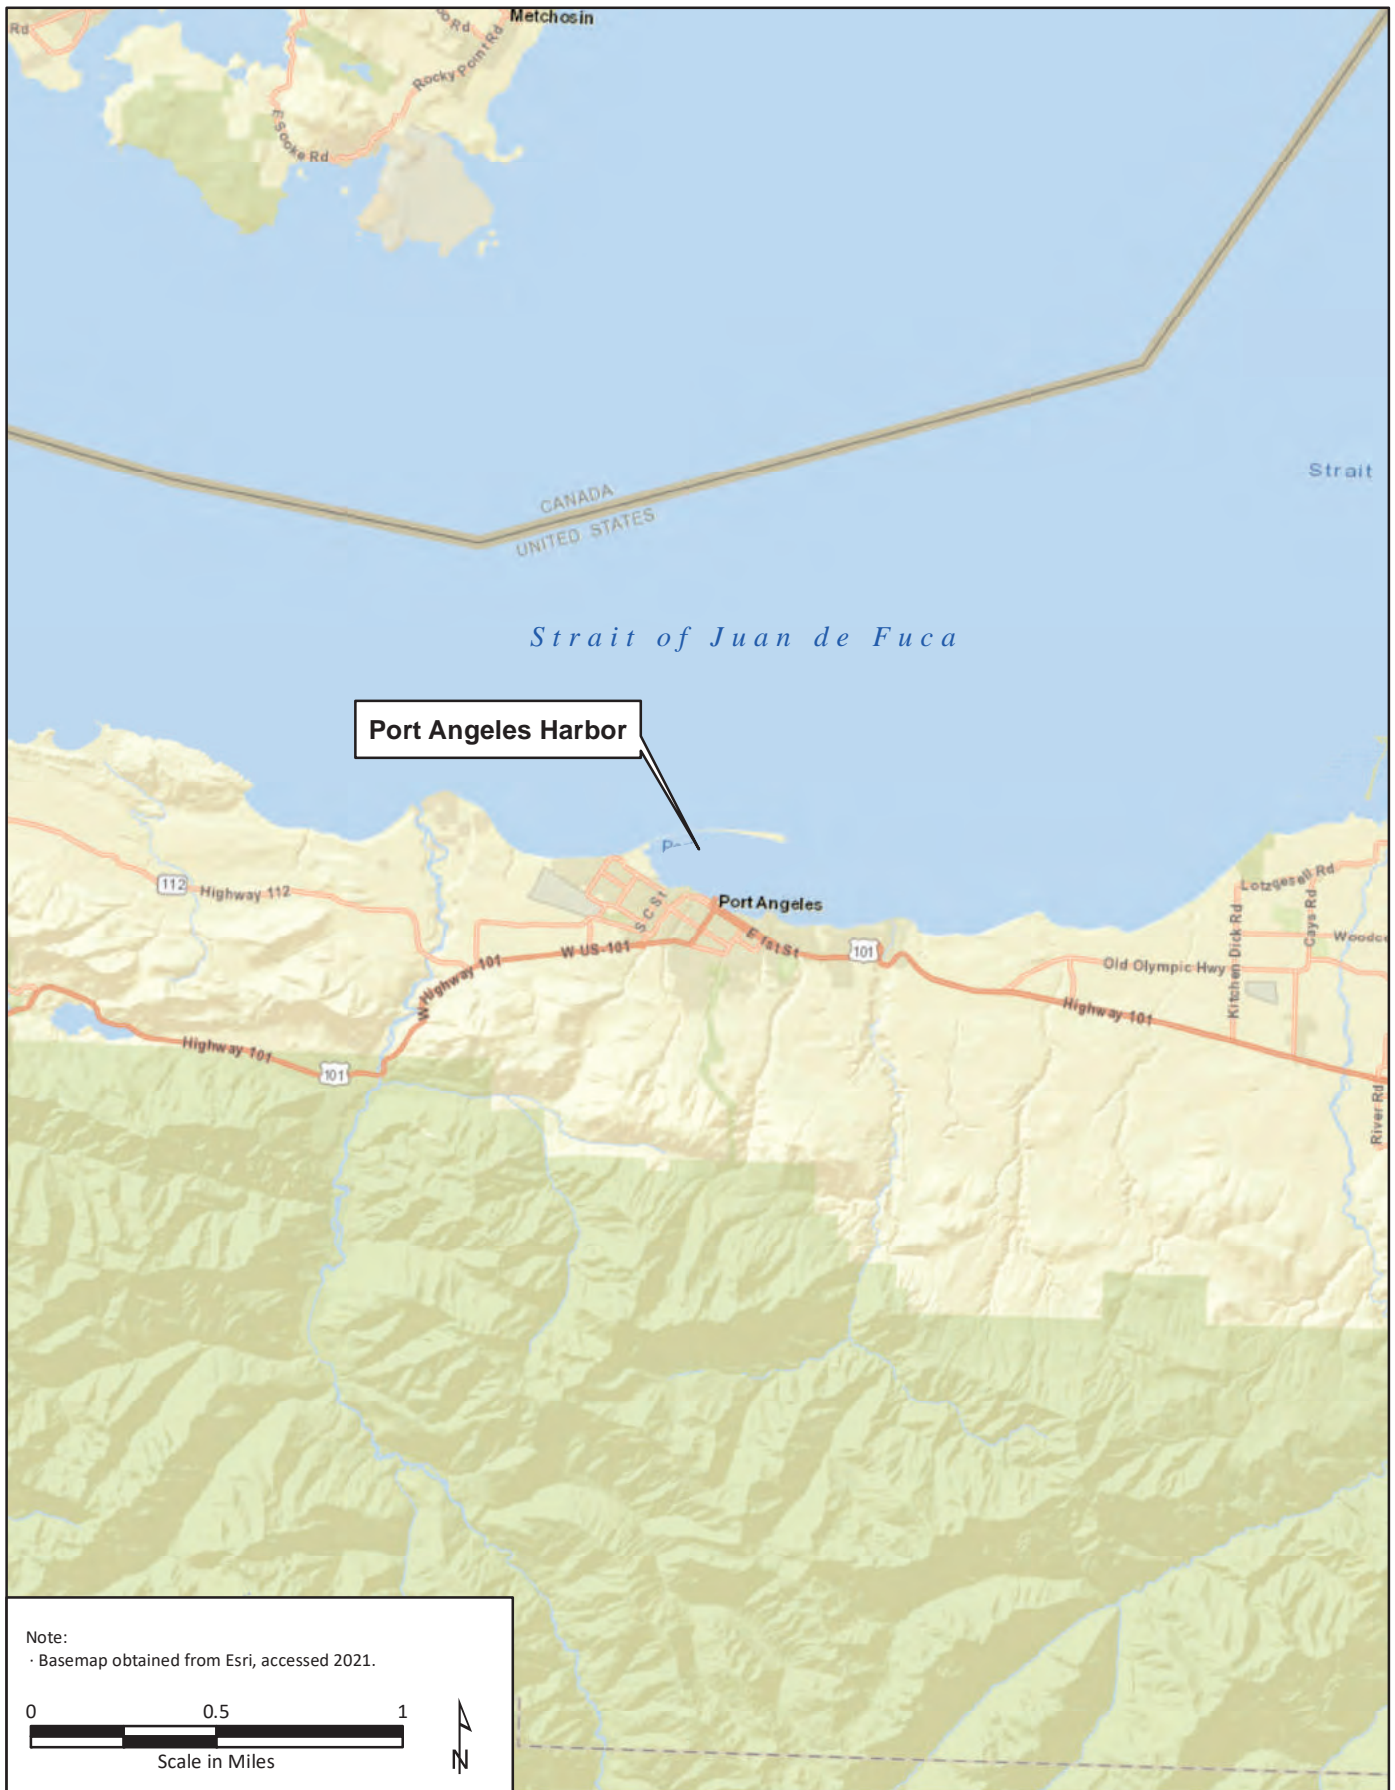 Metchosin
Rd
Rd
Rocky Point Rd
E Sooke Rd
Strait
CANADA
UNITED STATES
Strait of Juan de Fuca
Port Angeles Harbor
P
112
Highway 112
S C St
Port Angeles
E 1st St
W US-101
101
W Highway 101
Lotzgesell Rd
Kitchen Dick Rd
Cays Rd
Woodco
Old Olympic Hwy
Highway 101
Highway 101
101
River Rd
Note:
· Basemap obtained from Esri, accessed 2021.
0 0.5 1
Scale in Miles
N